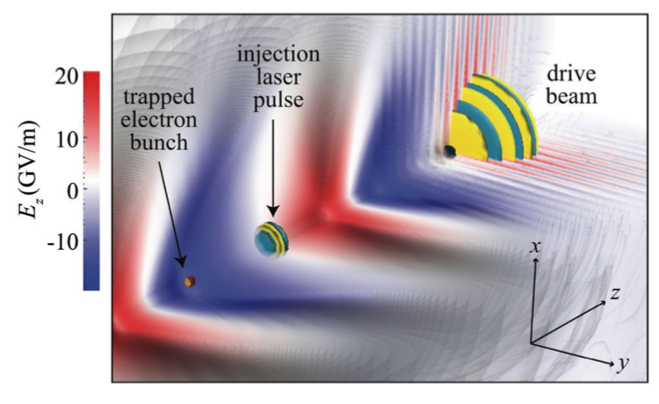 injection
laser
pulse
drive
beam
trapped
electron
bunch
20
10
0
-10
E_z (GV/m)
x
z
y